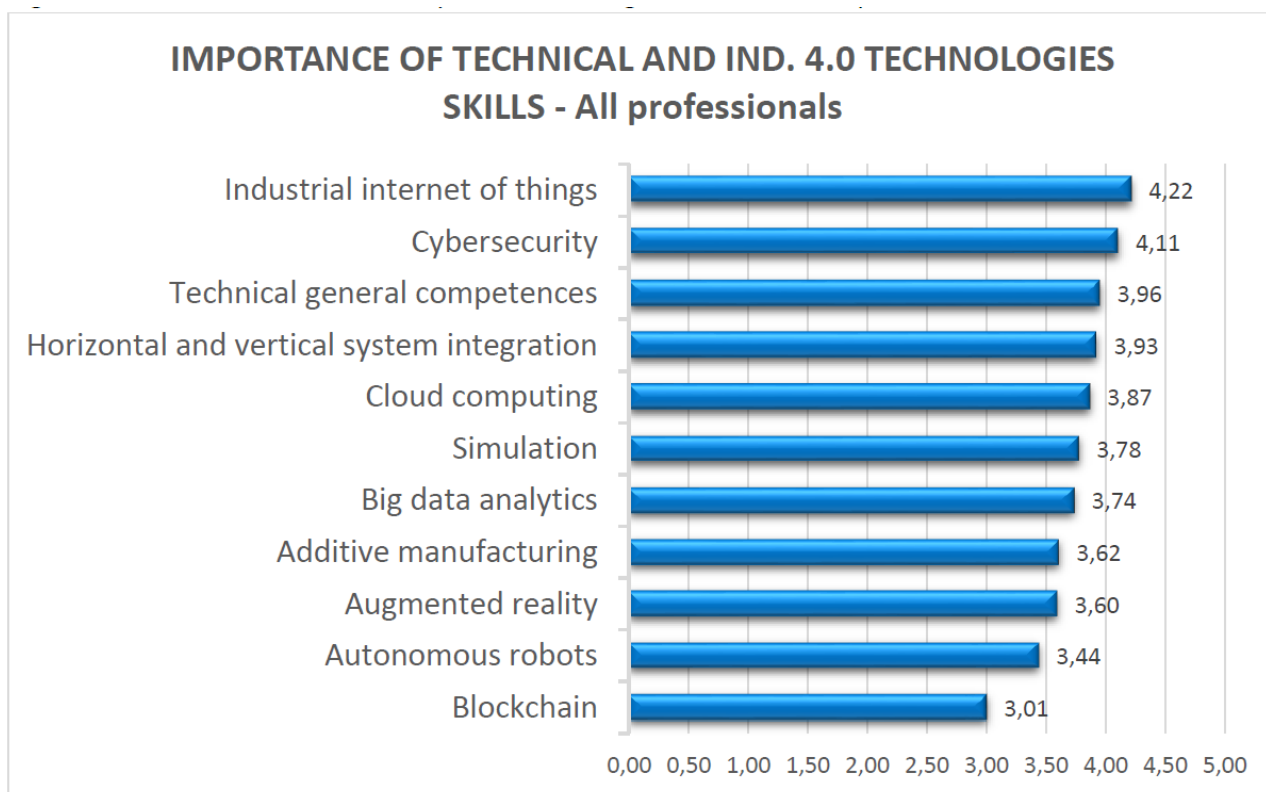 IMPORTANCE OF TECHNICAL AND IND. 4.0 TECHNOLOGIES
SKILLS - All professionals
Industrial internet of things 4,22
Cybersecurity 4,11
Technical general competences 3,96
Horizontal and vertical system integration 3,93
Cloud computing 3,87
Simulation 3,78
Big data analytics 3,74
Additive manufacturing 3,62
Augmented reality 3,60
Autonomous robots 3,44
Blockchain 3,01
0,00 0,50 1,00 1,50 2,00 2,50 3,00 3,50 4,00 4,50 5,00